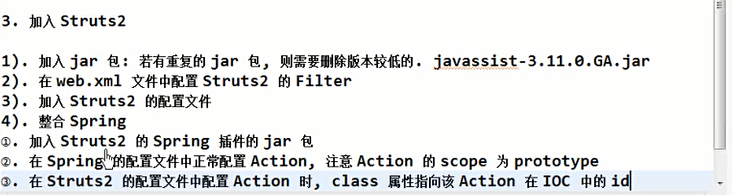 3. 加入 Struts2
1). 加入 jar 包: 若有重复的 jar 包, 则需要删除版本较低的. javassist-3.11.0.GA.jar
2). 在 web.xml 文件中配置 Struts2 的 Filter
3). 加入 Struts2 的配置文件
4). 整合 Spring
①. 加入 Struts2 的 Spring 插件的 jar 包
②. 在 Spring 的配置文件中正常配置 Action, 注意 Action 的 scope 为 prototype
③. 在 Struts2 的配置文件中配置 Action 时, class 属性指向该 Action 在 IOC 中的 id